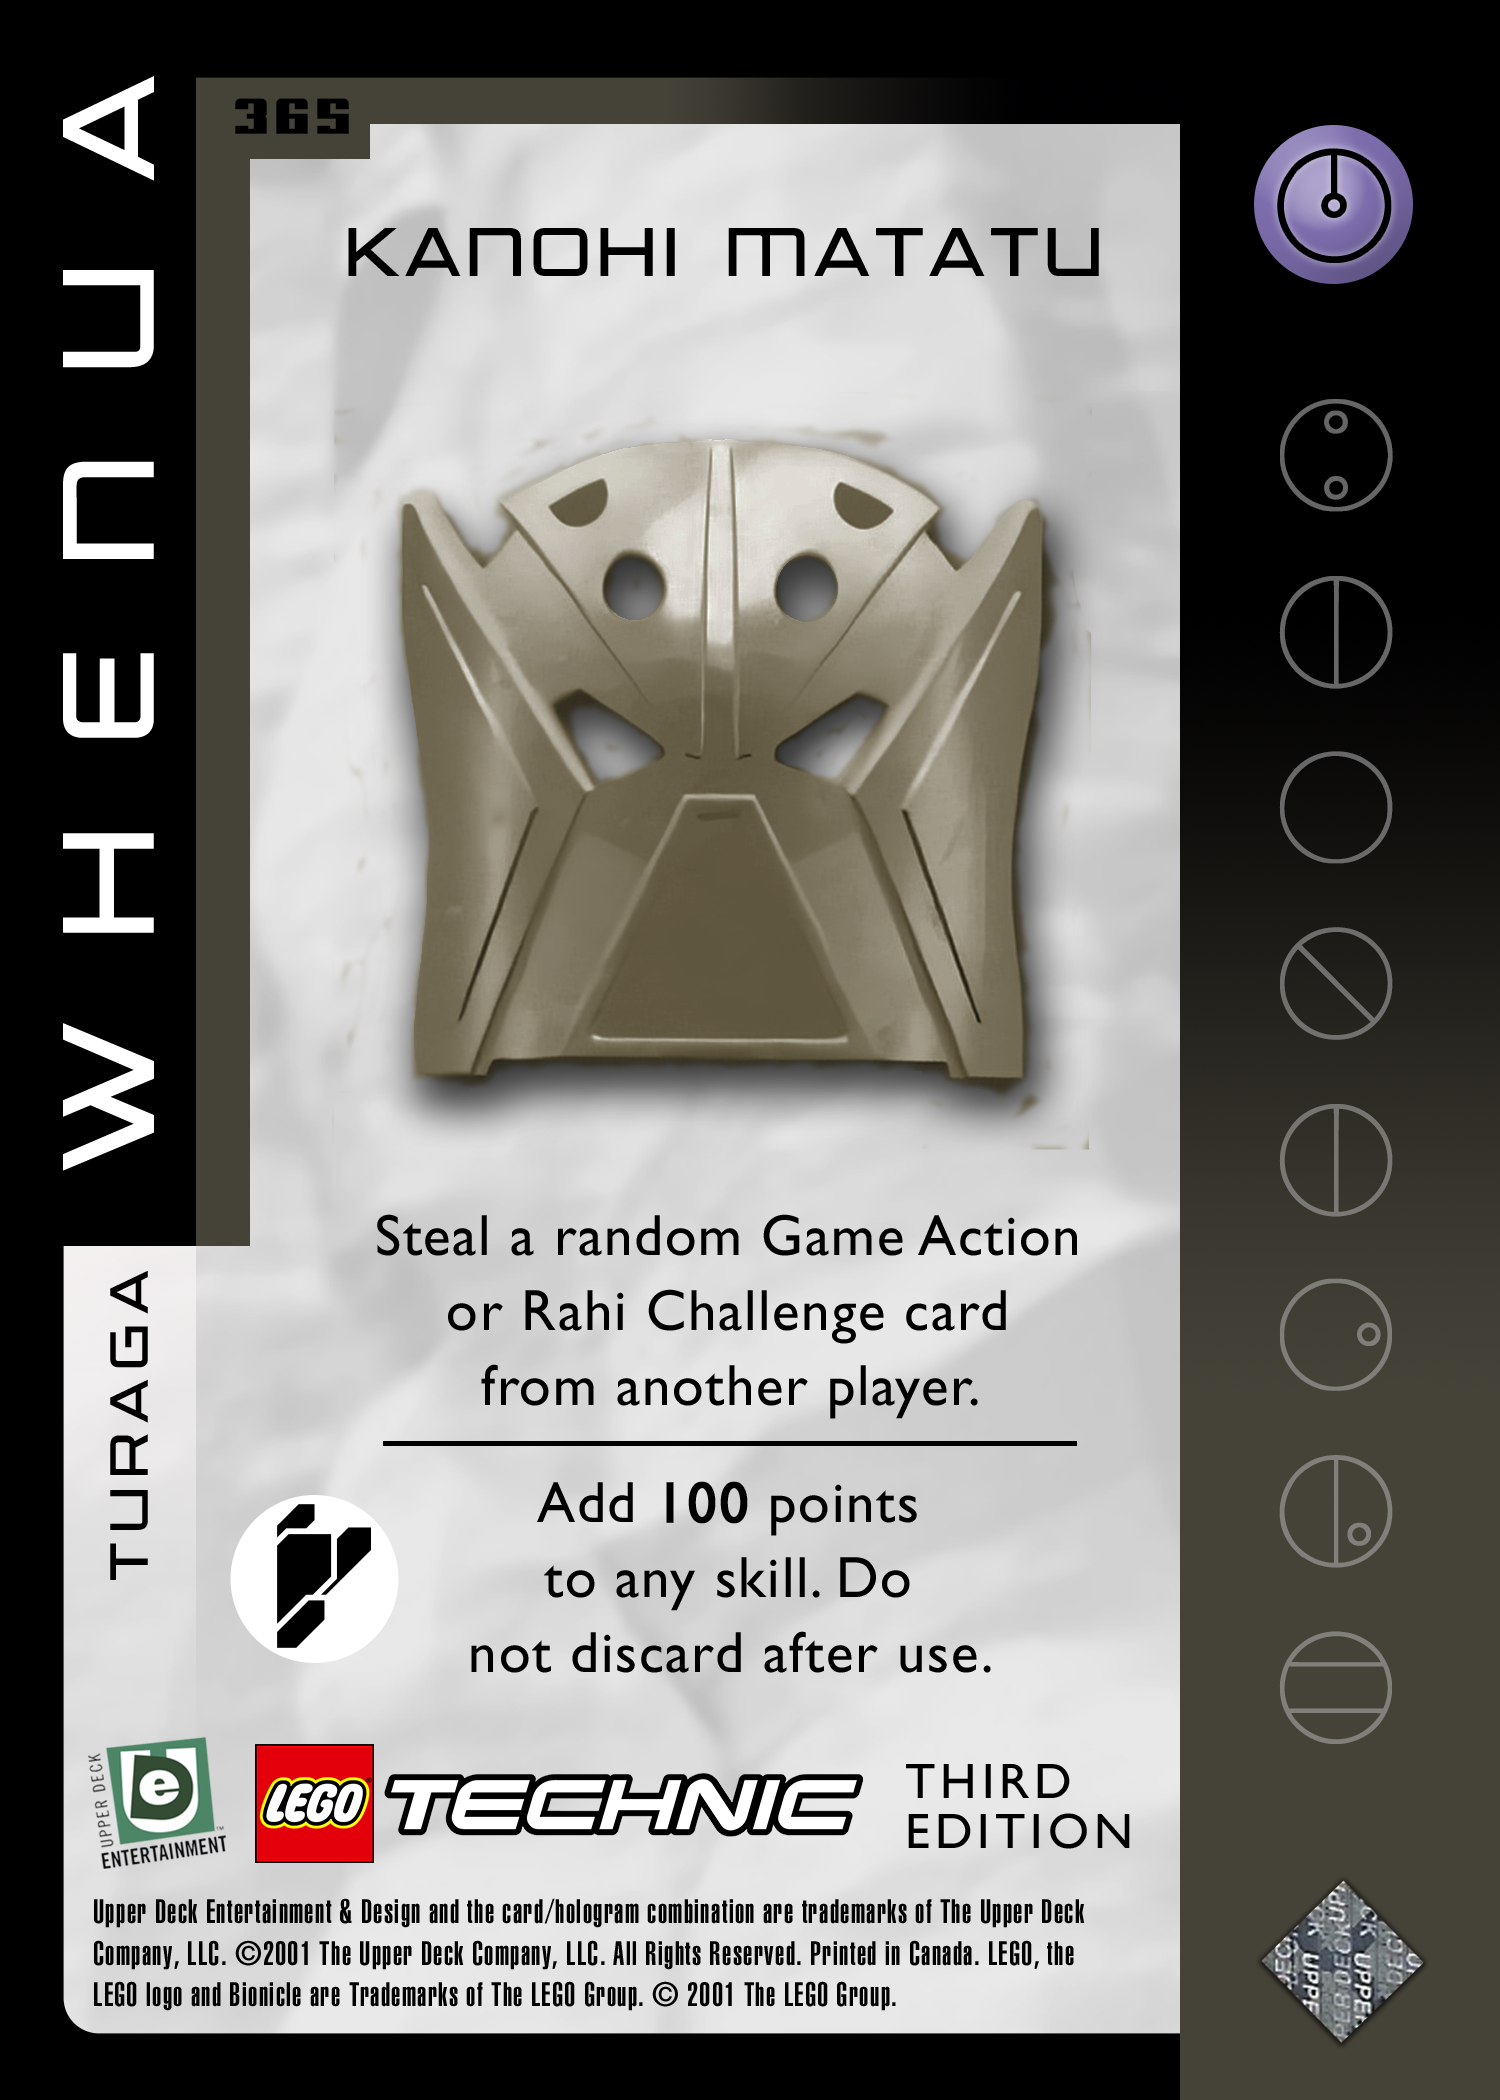 365
WHENUA
TURAGA
KANOHI MATATU
Steal a random Game Action
or Rahi Challenge card
from another player.
Add 100 points
to any skill. Do
not discard after use.
UPPER DECK
e
ENTERTAINMENT
™
LEGO TECHNIC
THIRD
EDITION
Upper Deck Entertainment & Design and the card/hologram combination are trademarks of The Upper Deck
Company, LLC. ©2001 The Upper Deck Company, LLC. All Rights Reserved. Printed in Canada. LEGO, the
LEGO logo and Bionicle are Trademarks of The LEGO Group. © 2001 The LEGO Group.